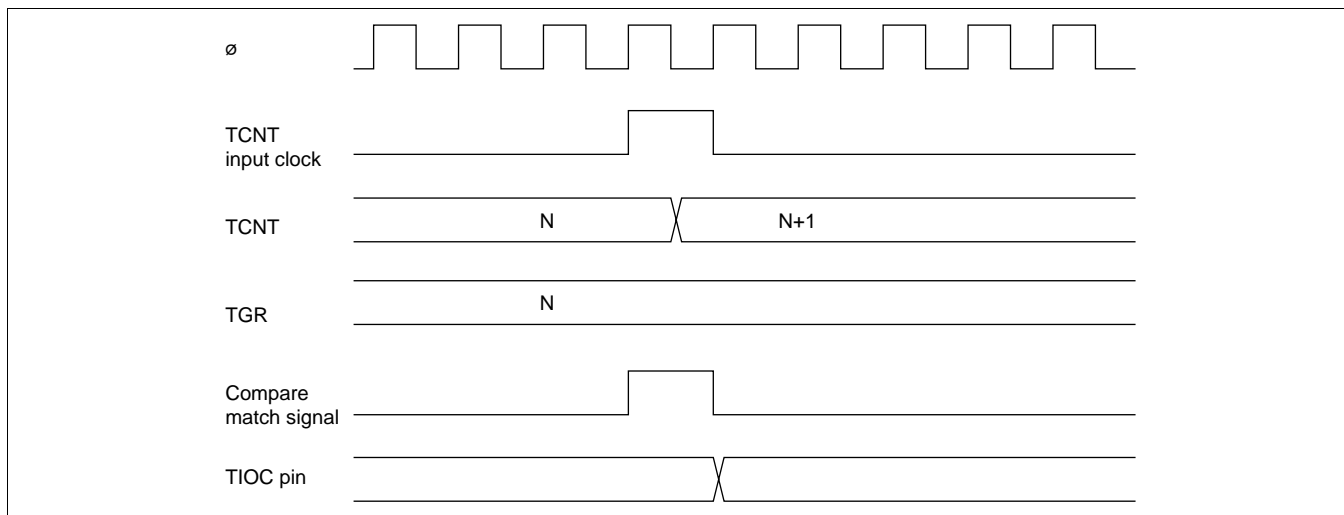 ø
TCNT
input clock
TCNT
N
N+1
TGR
N
Compare
match signal
TIOC pin